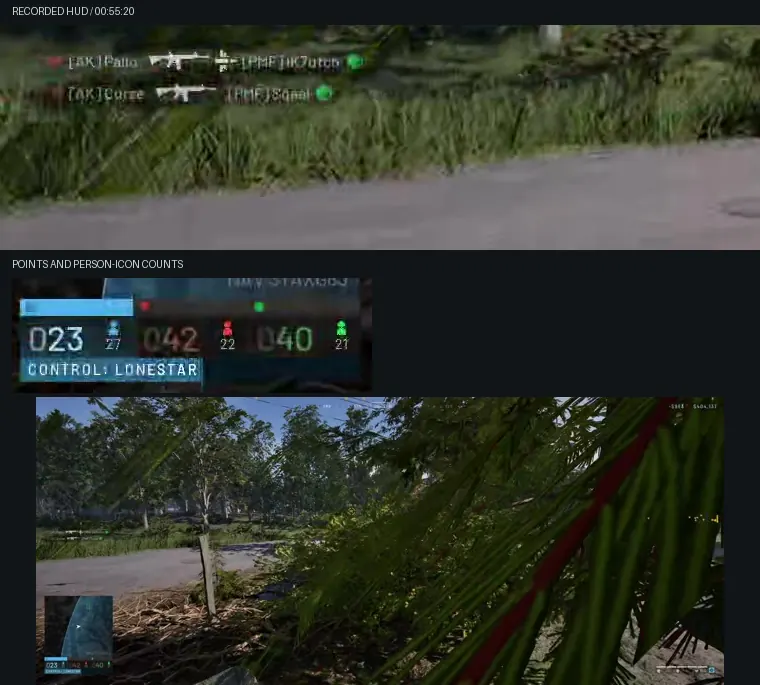 RECORDED HUD / 00:55:20
[AK]Pallo [PMF]iK7utch
[AK]Curze [PMF]Sqaal
POINTS AND PERSON-ICON COUNTS
023 27 042 22 040 21
CONTROL: LONESTAR